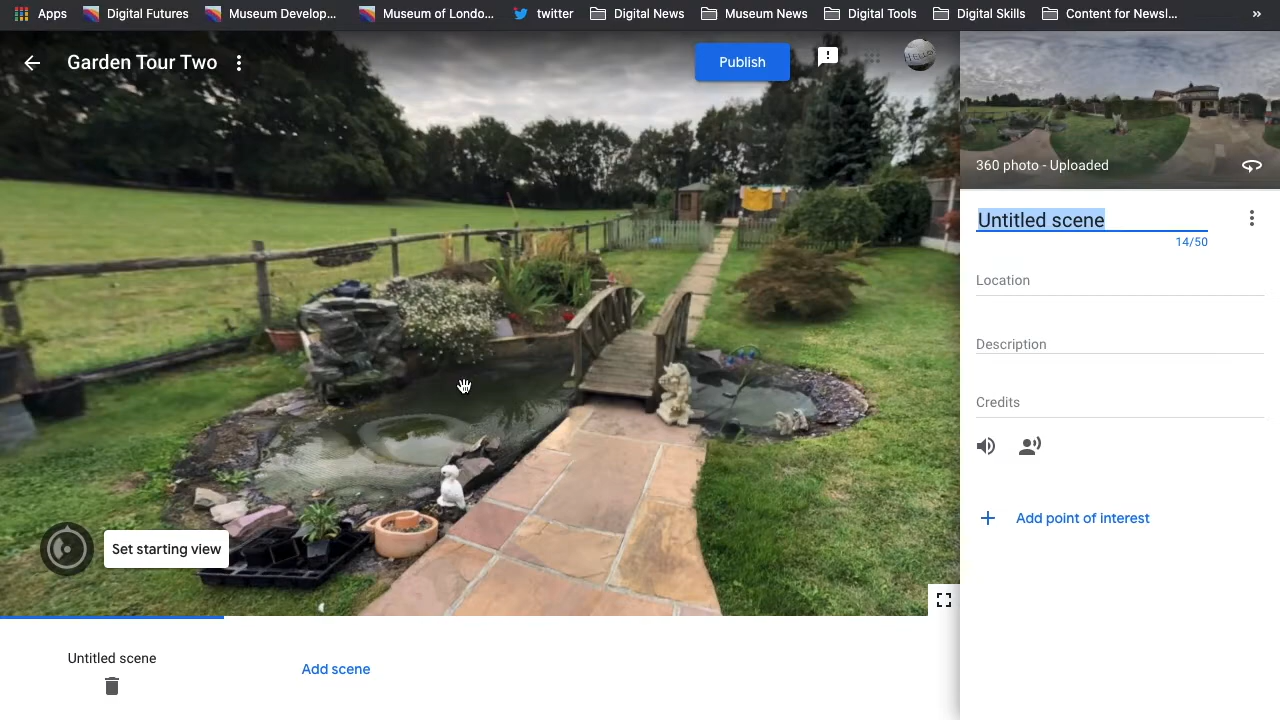 Apps Digital Futures Museum Develop... Museum of Londo... twitter Digital News Museum News Digital Tools Digital Skills Content for Newsl... »
Garden Tour Two
Publish
HELLO
360 photo - Uploaded
Untitled scene
14/50
Location
Description
Credits
Add point of interest
Set starting view
Untitled scene
Add scene